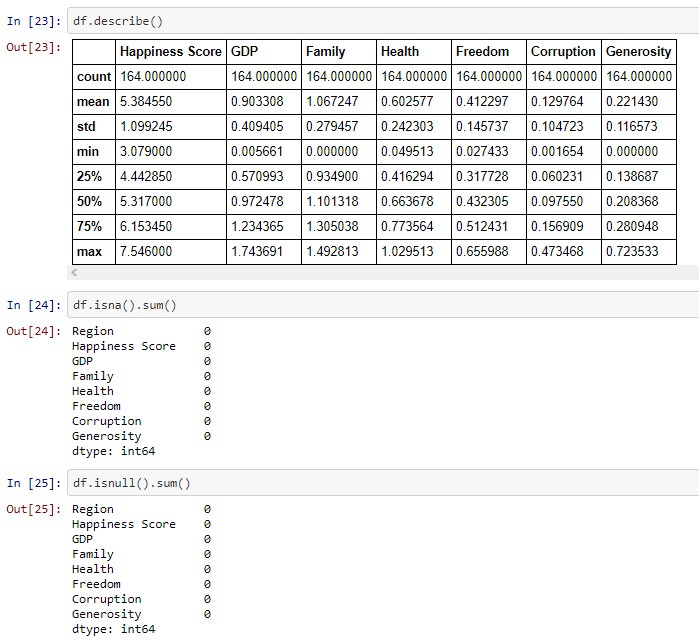 In [23]: df.describe()
Out[23]:
Happiness Score GDP Family Health Freedom Corruption Generosity
count 164.000000 164.000000 164.000000 164.000000 164.000000 164.000000 164.000000
mean 5.384550 0.903308 1.067247 0.602577 0.412297 0.129764 0.221430
std 1.099245 0.409405 0.279457 0.242303 0.145737 0.104723 0.116573
min 3.079000 0.005661 0.000000 0.049513 0.027433 0.001654 0.000000
25% 4.442850 0.570993 0.934900 0.416294 0.317728 0.060231 0.138687
50% 5.317000 0.972478 1.101318 0.663678 0.432305 0.097550 0.208368
75% 6.153450 1.234365 1.305038 0.773564 0.512431 0.156909 0.280948
max 7.546000 1.743691 1.492813 1.029513 0.655988 0.473468 0.723533
In [24]: df.isna().sum()
Out[24]: Region 0
Happiness Score 0
GDP 0
Family 0
Health 0
Freedom 0
Corruption 0
Generosity 0
dtype: int64
In [25]: df.isnull().sum()
Out[25]: Region 0
Happiness Score 0
GDP 0
Family 0
Health 0
Freedom 0
Corruption 0
Generosity 0
dtype: int64